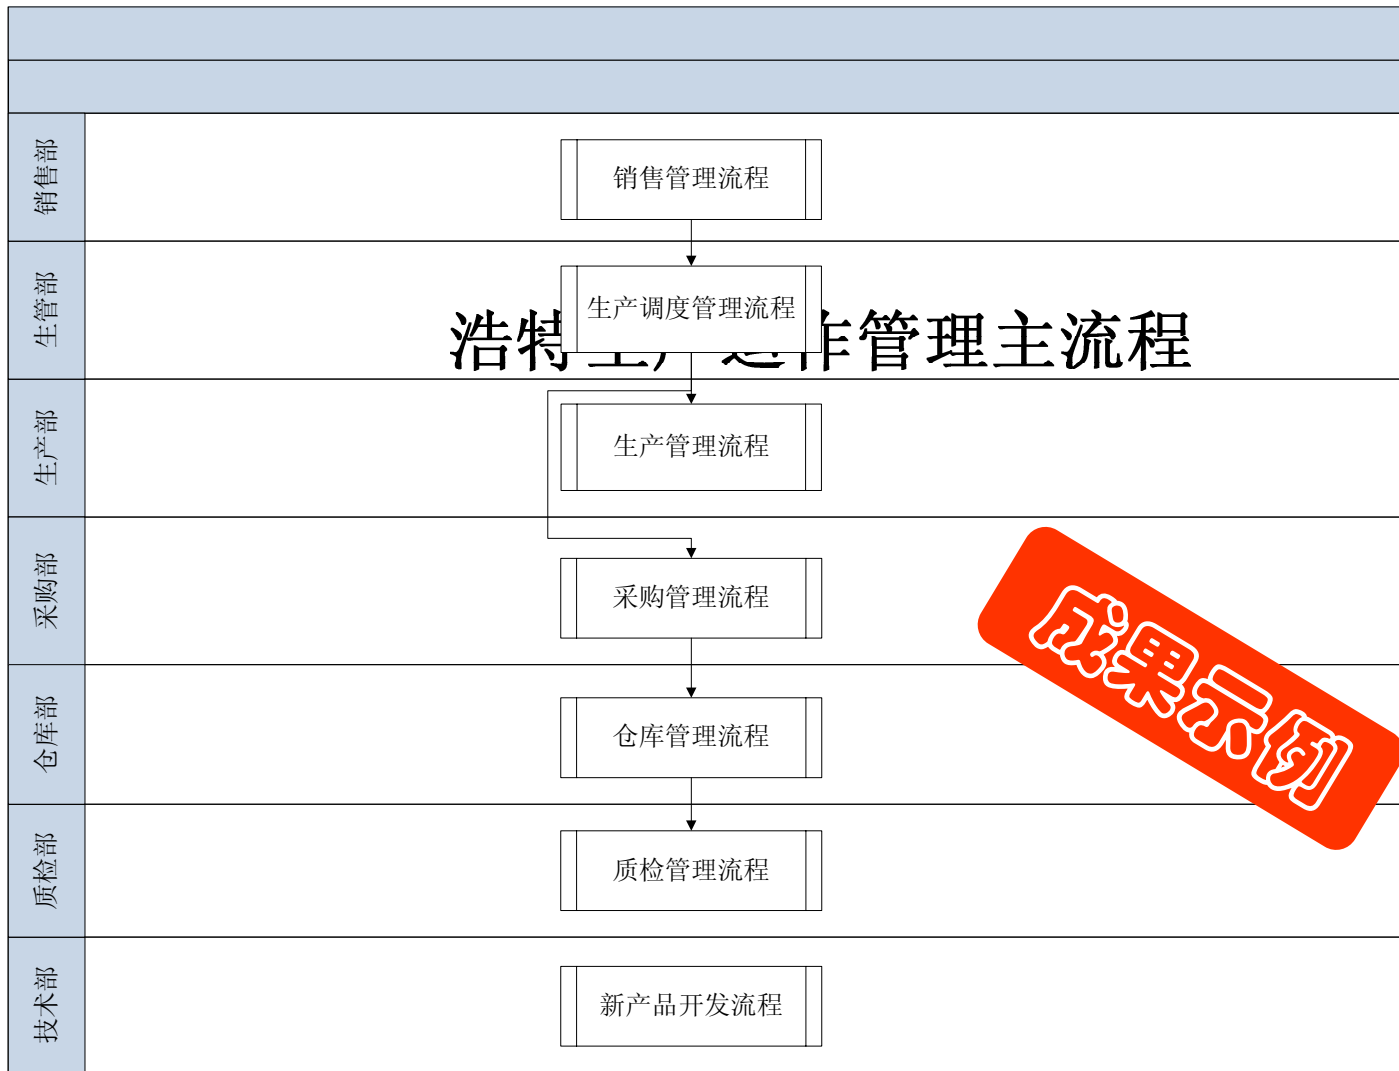 销售部
销售管理流程
生管部
生产调度管理流程
浩特生产运作管理主流程
生产部
生产管理流程
采购部
采购管理流程
成果示例
仓库部
仓库管理流程
质检部
质检管理流程
技术部
新产品开发流程